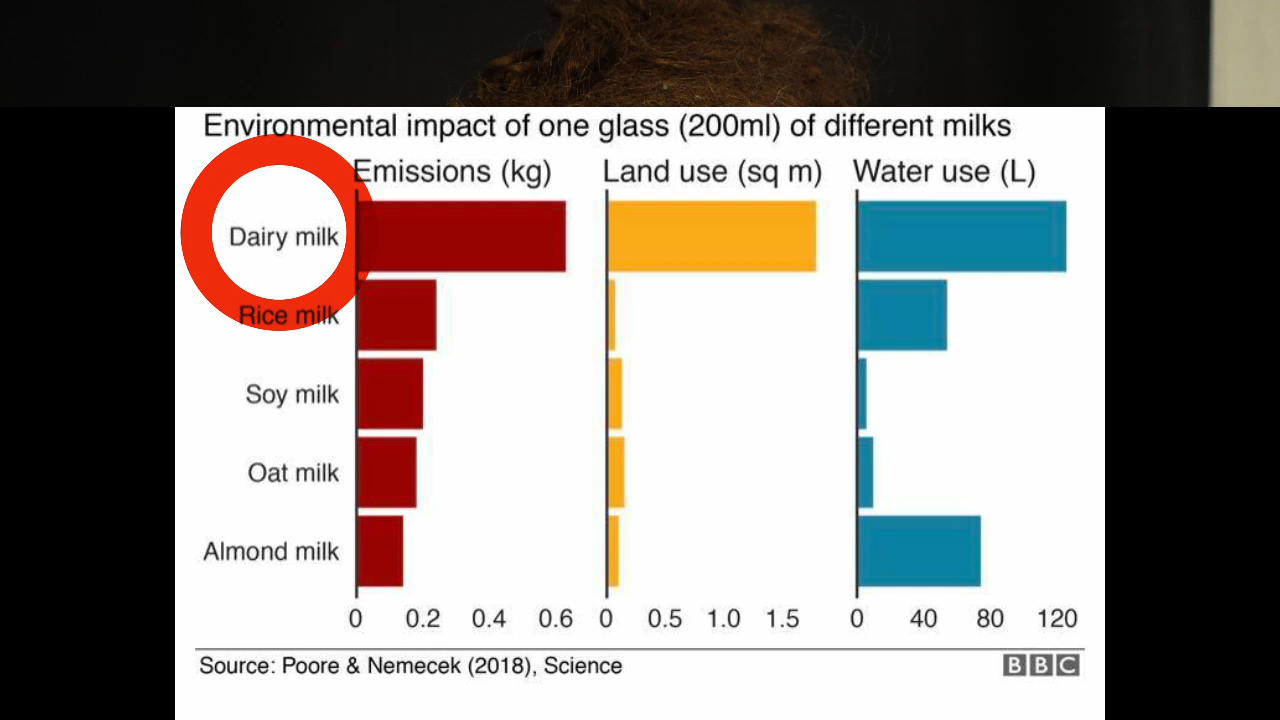 Environmental impact of one glass (200ml) of different milks
Emissions (kg) Land use (sq m) Water use (L)
Dairy milk
Rice milk
Soy milk
Oat milk
Almond milk
0 0.2 0.4 0.6 0 0.5 1.0 1.5 0 40 80 120
Source: Poore & Nemecek (2018), Science BBC